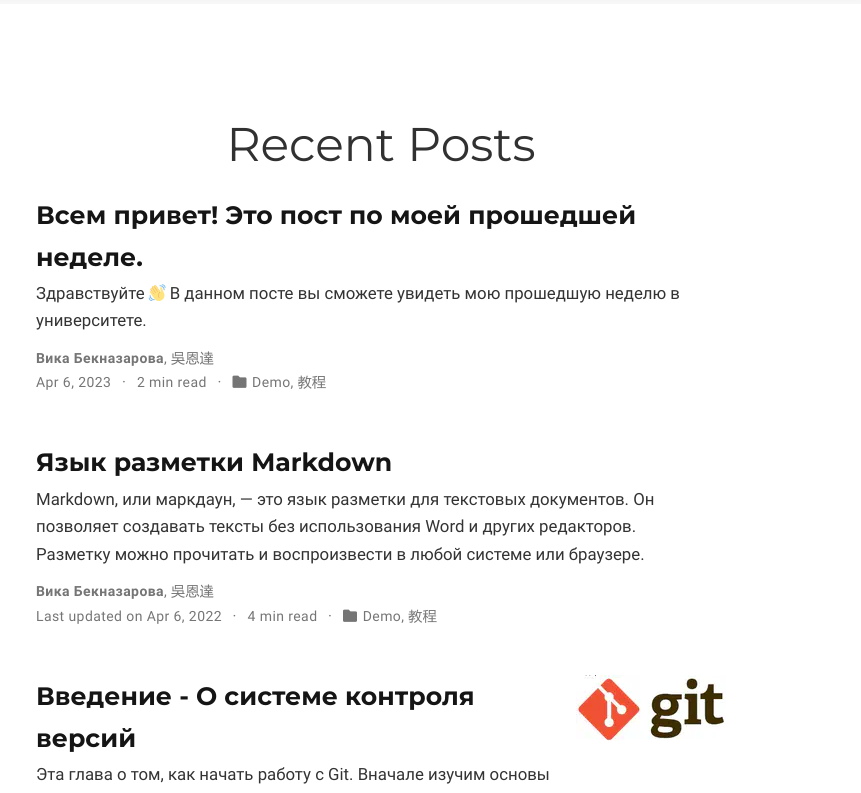 Recent Posts
Всем привет! Это пост по моей прошедшей
неделе.
Здравствуйте 👋 В данном посте вы сможете увидеть мою прошедшую неделю в
университете.
Вика Бекназарова, 吳恩達
Apr 6, 2023 · 2 min read · Demo, 教程
Язык разметки Markdown
Markdown, или маркдаун, — это язык разметки для текстовых документов. Он
позволяет создавать тексты без использования Word и других редакторов.
Разметку можно прочитать и воспроизвести в любой системе или браузере.
Вика Бекназарова, 吳恩達
Last updated on Apr 6, 2022 · 4 min read · Demo, 教程
Введение - О системе контроля
версий
git
Эта глава о том, как начать работу с Git. Вначале изучим основы